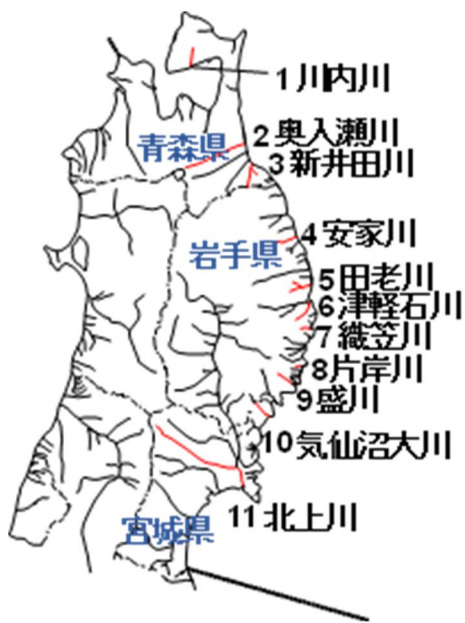 1 川内川
2 奥入瀬川
青森県
3 新井田川
4 安家川
岩手県
5 田老川
6 津軽石川
7 織笠川
8 片岸川
9 盛川
10 気仙沼大川
11 北上川
宮城県